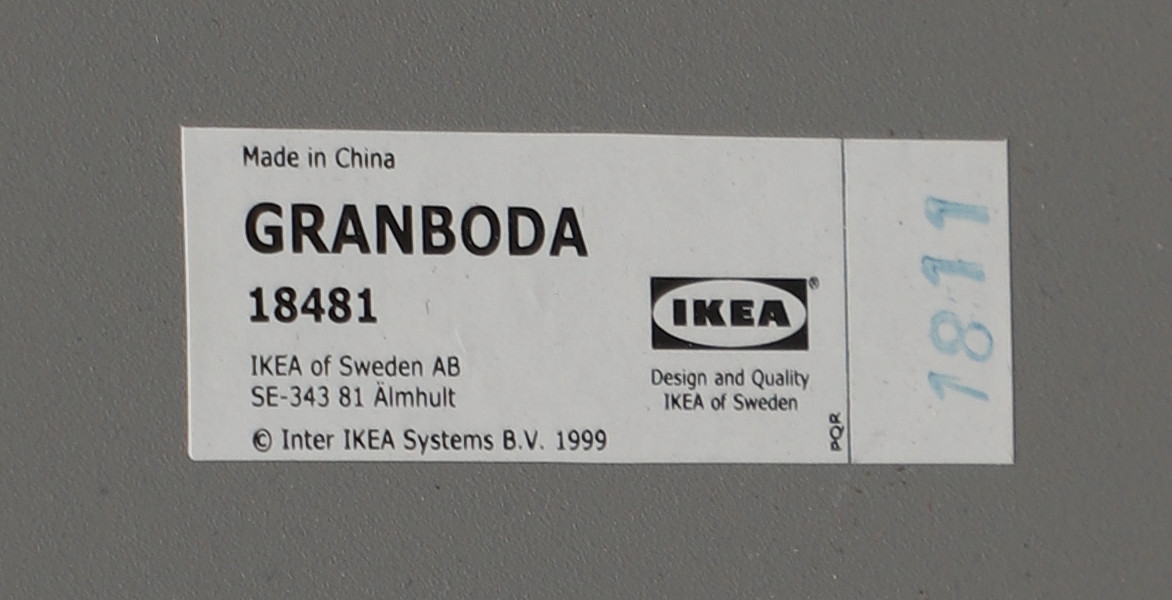 Made in China
GRANBODA
18481
IKEA of Sweden AB
SE-343 81 Älmhult
© Inter IKEA Systems B.V. 1999
IKEA®
Design and Quality
IKEA of Sweden
PQR
1811